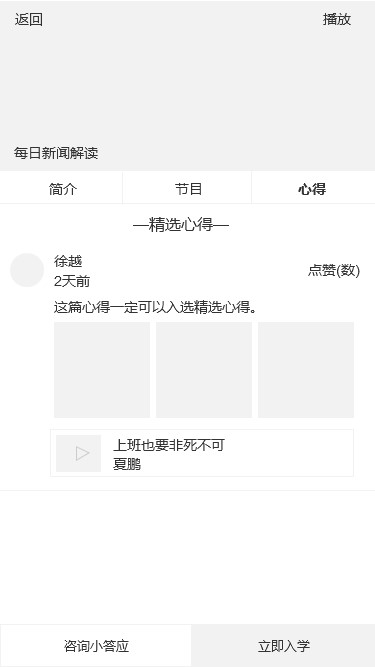 返回
播放
每日新闻解读
简介
节目
心得
—精选心得—
徐越
2天前
点赞(数)
这篇心得一定可以入选精选心得。
上班也要非死不可
夏鹏
咨询小答应
立即入学